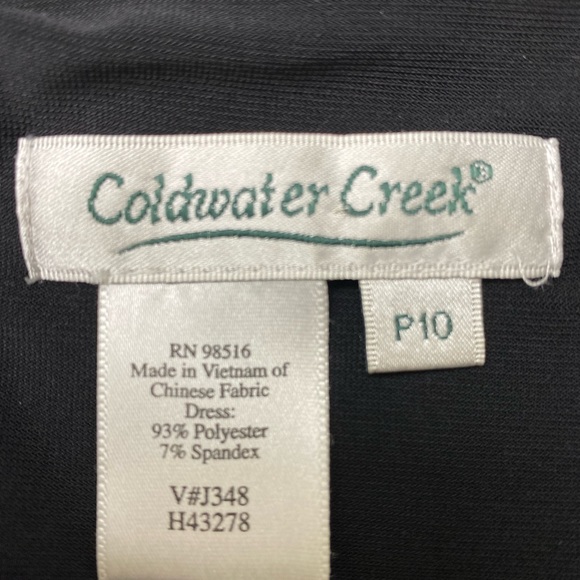 Coldwater Creek®
P10
RN 98516
Made in Vietnam of
Chinese Fabric
Dress:
93% Polyester
7% Spandex
V#J348
H43278